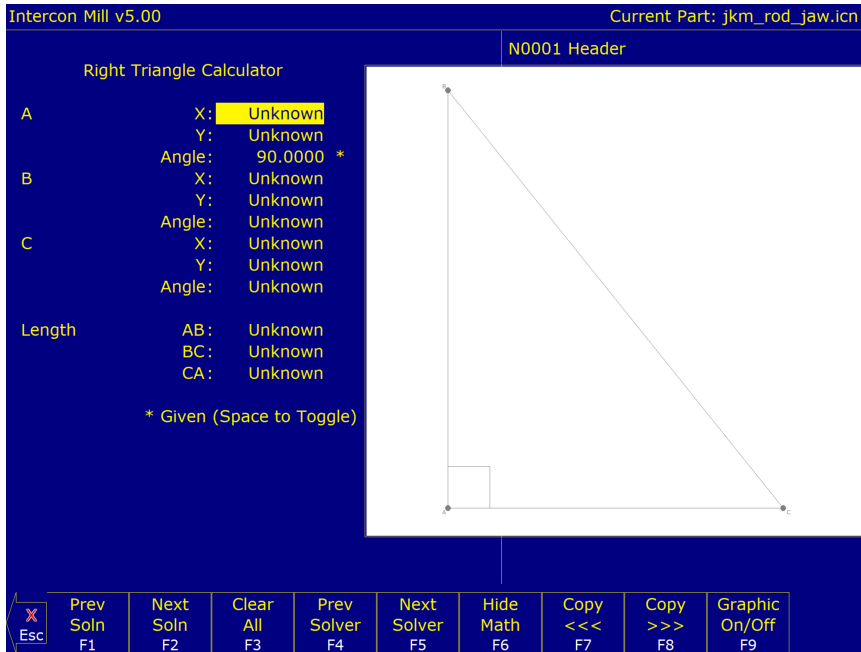 Intercon Mill v5.00 Current Part: jkm_rod_jaw.icn
N0001 Header
Right Triangle Calculator
A X: Unknown
Y: Unknown
Angle: 90.0000 *
B X: Unknown
Y: Unknown
Angle: Unknown
C X: Unknown
Y: Unknown
Angle: Unknown
Length AB: Unknown
BC: Unknown
CA: Unknown
* Given (Space to Toggle)
B
A
C
X Esc
Prev Soln F1
Next Soln F2
Clear All F3
Prev Solver F4
Next Solver F5
Hide Math F6
Copy <<< F7
Copy >>> F8
Graphic On/Off F9